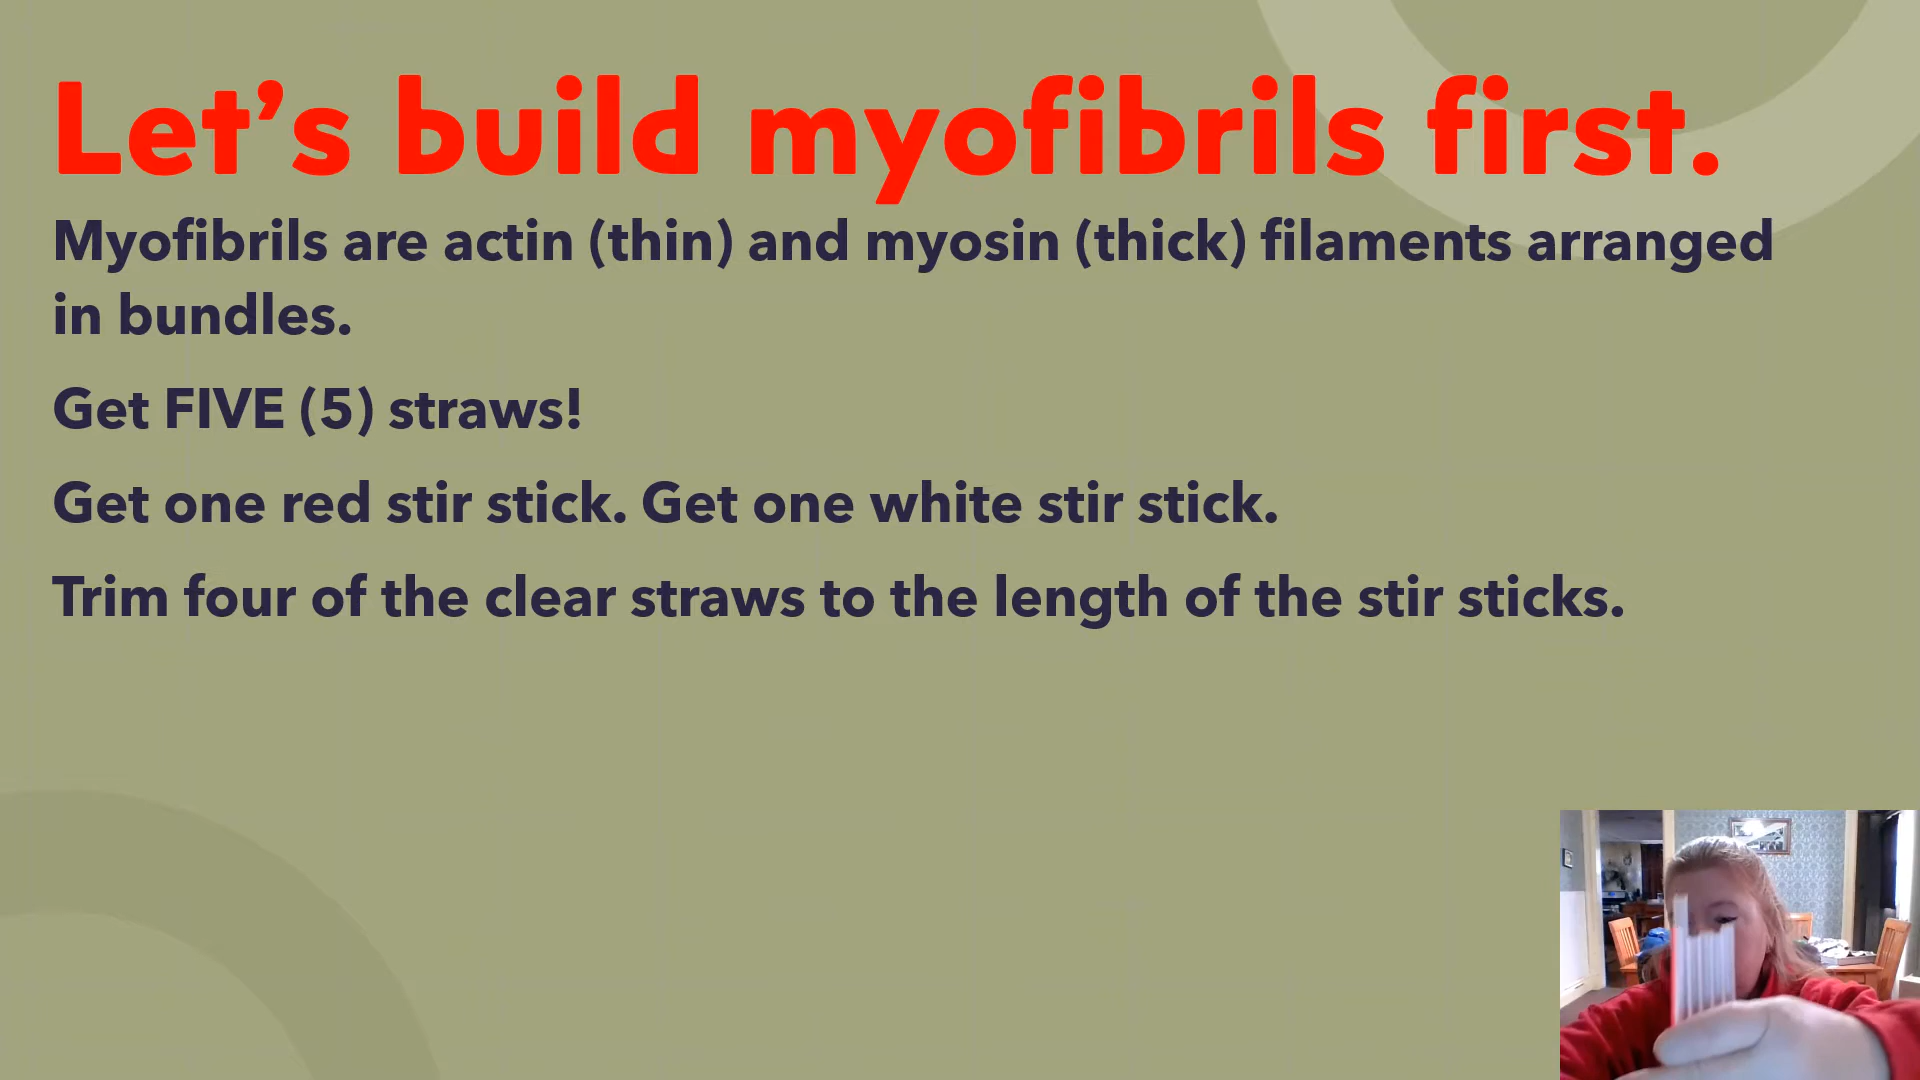 Let’s build myofibrils first.
Myofibrils are actin (thin) and myosin (thick) filaments arranged
in bundles.
Get FIVE (5) straws!
Get one red stir stick. Get one white stir stick.
Trim four of the clear straws to the length of the stir sticks.